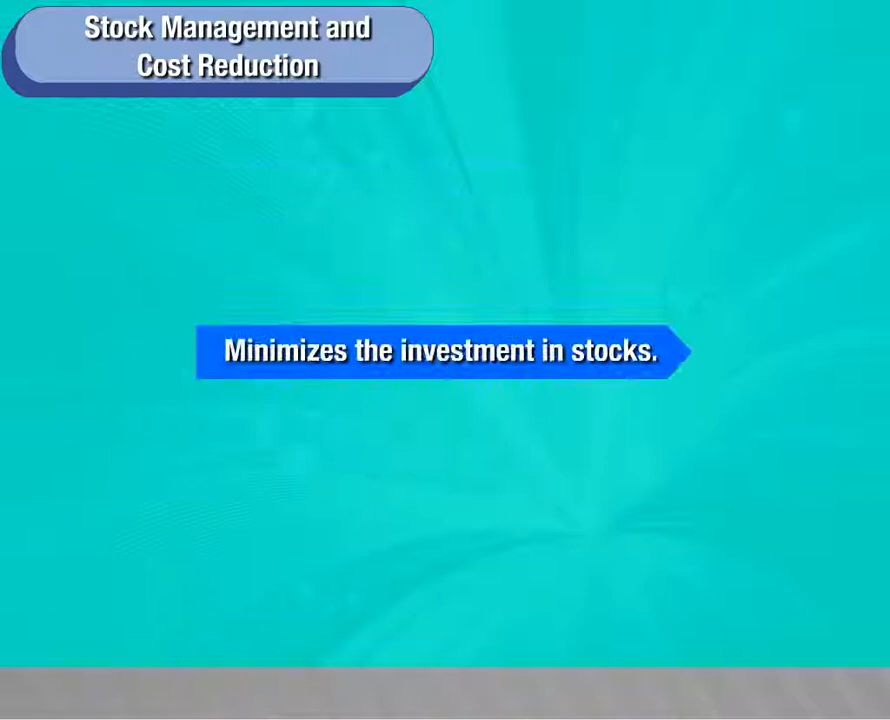 Stock Management and
Cost Reduction
Minimizes the investment in stocks.